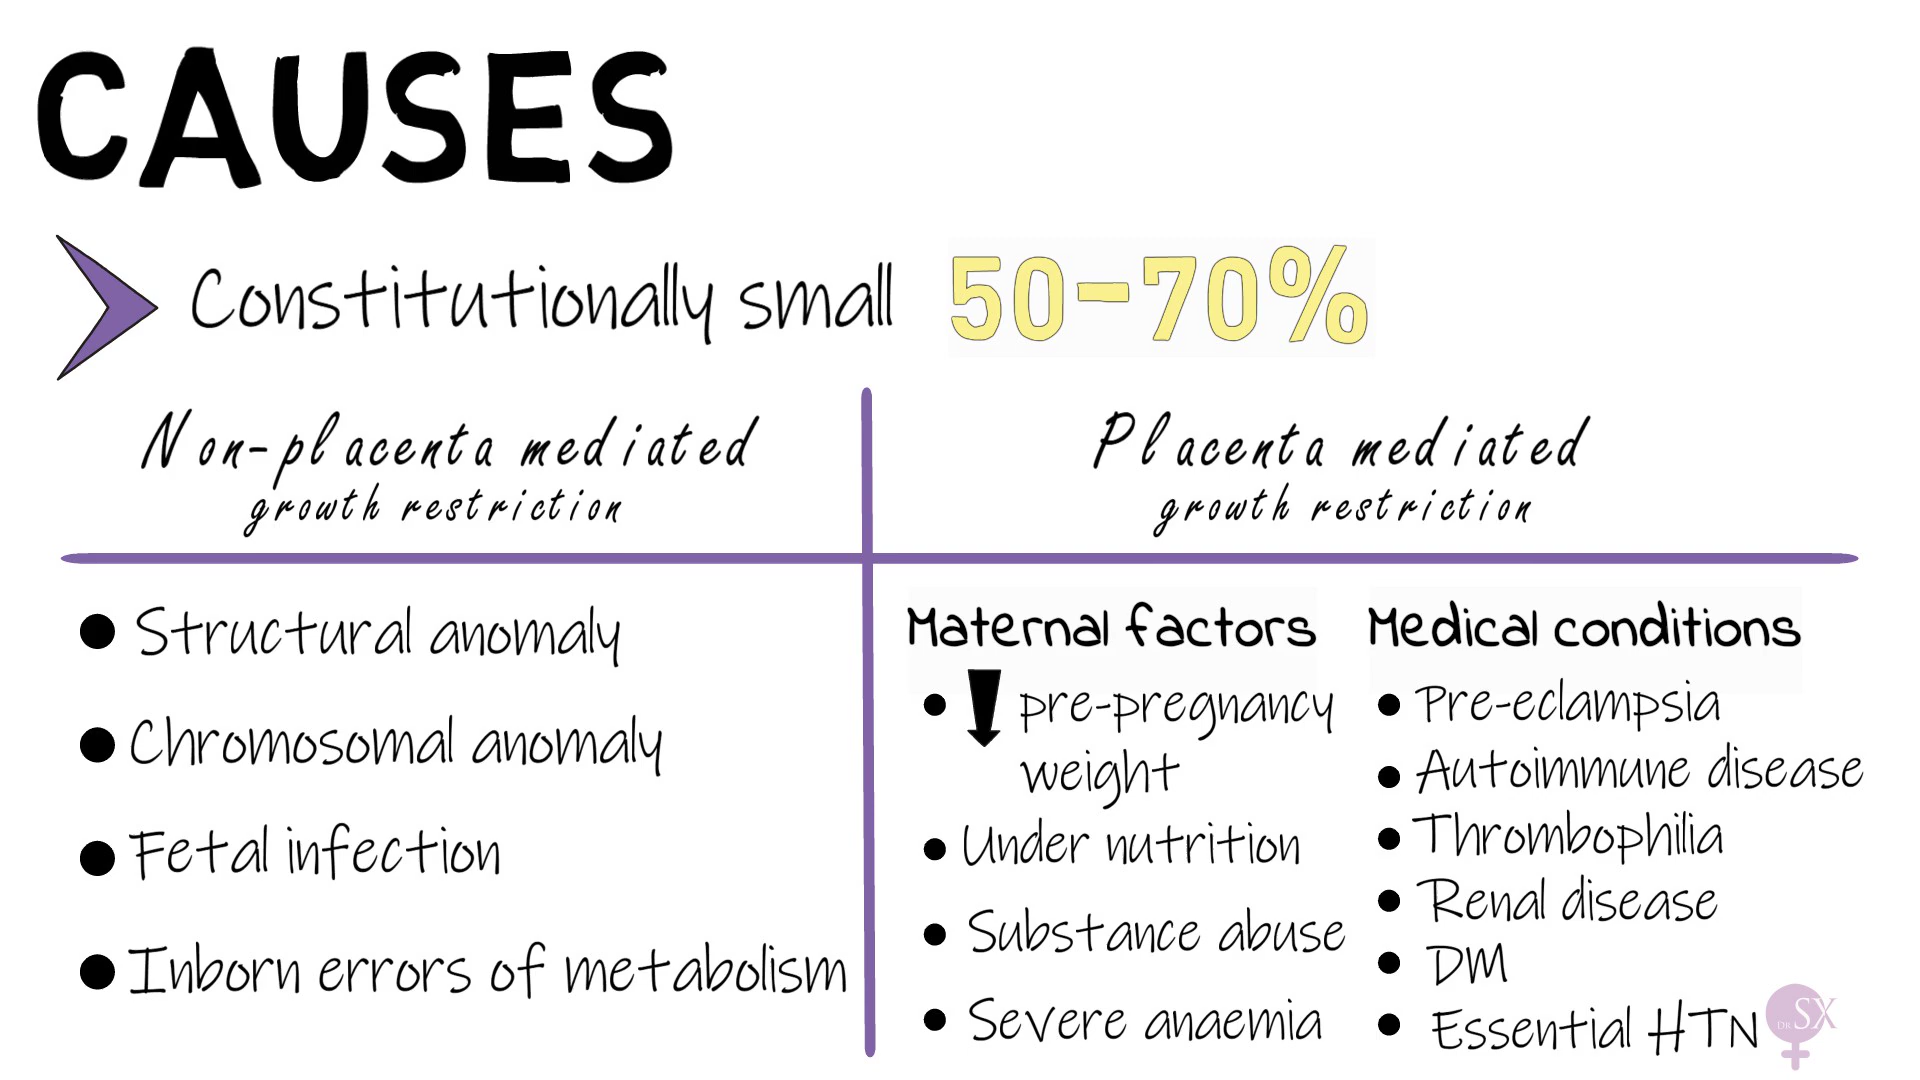 CAUSES
Constitutionally small 50-70%
Non-placenta mediated
growth restriction
Placenta mediated
growth restriction
Structural anomaly
Chromosomal anomaly
Fetal infection
Inborn errors of metabolism
Maternal factors
pre-pregnancy
weight
Under nutrition
Substance abuse
Severe anaemia
Medical conditions
Pre-eclampsia
Autoimmune disease
Thrombophilia
Renal disease
DM
Essential HTN
DR SX